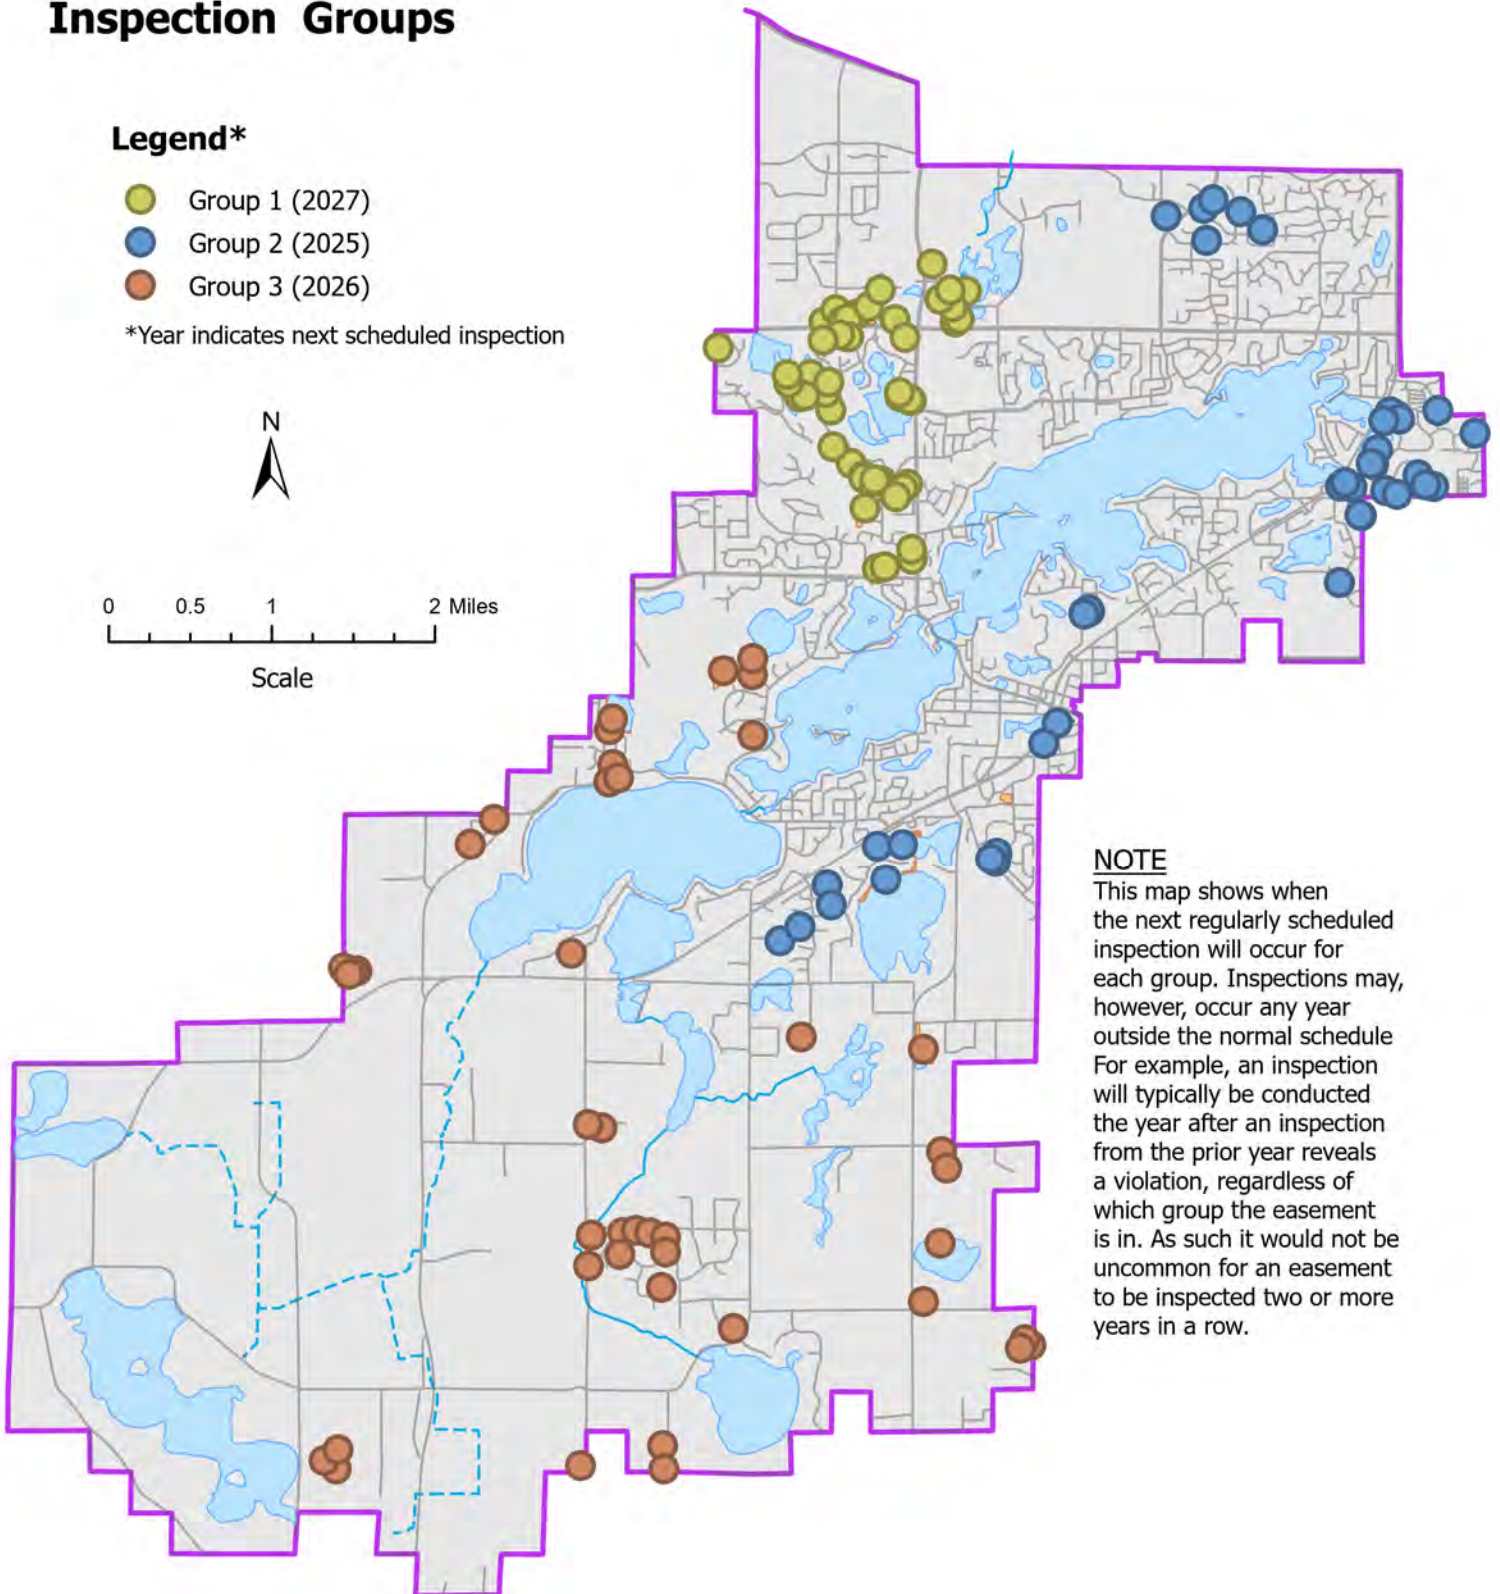 Inspection Groups
Legend*
Group 1 (2027)
Group 2 (2025)
Group 3 (2026)
*Year indicates next scheduled inspection
N
0 0.5 1 2 Miles
Scale
NOTE
This map shows when
the next regularly scheduled
inspection will occur for
each group. Inspections may,
however, occur any year
outside the normal schedule
For example, an inspection
will typically be conducted
the year after an inspection
from the prior year reveals
a violation, regardless of
which group the easement
is in. As such it would not be
uncommon for an easement
to be inspected two or more
years in a row.